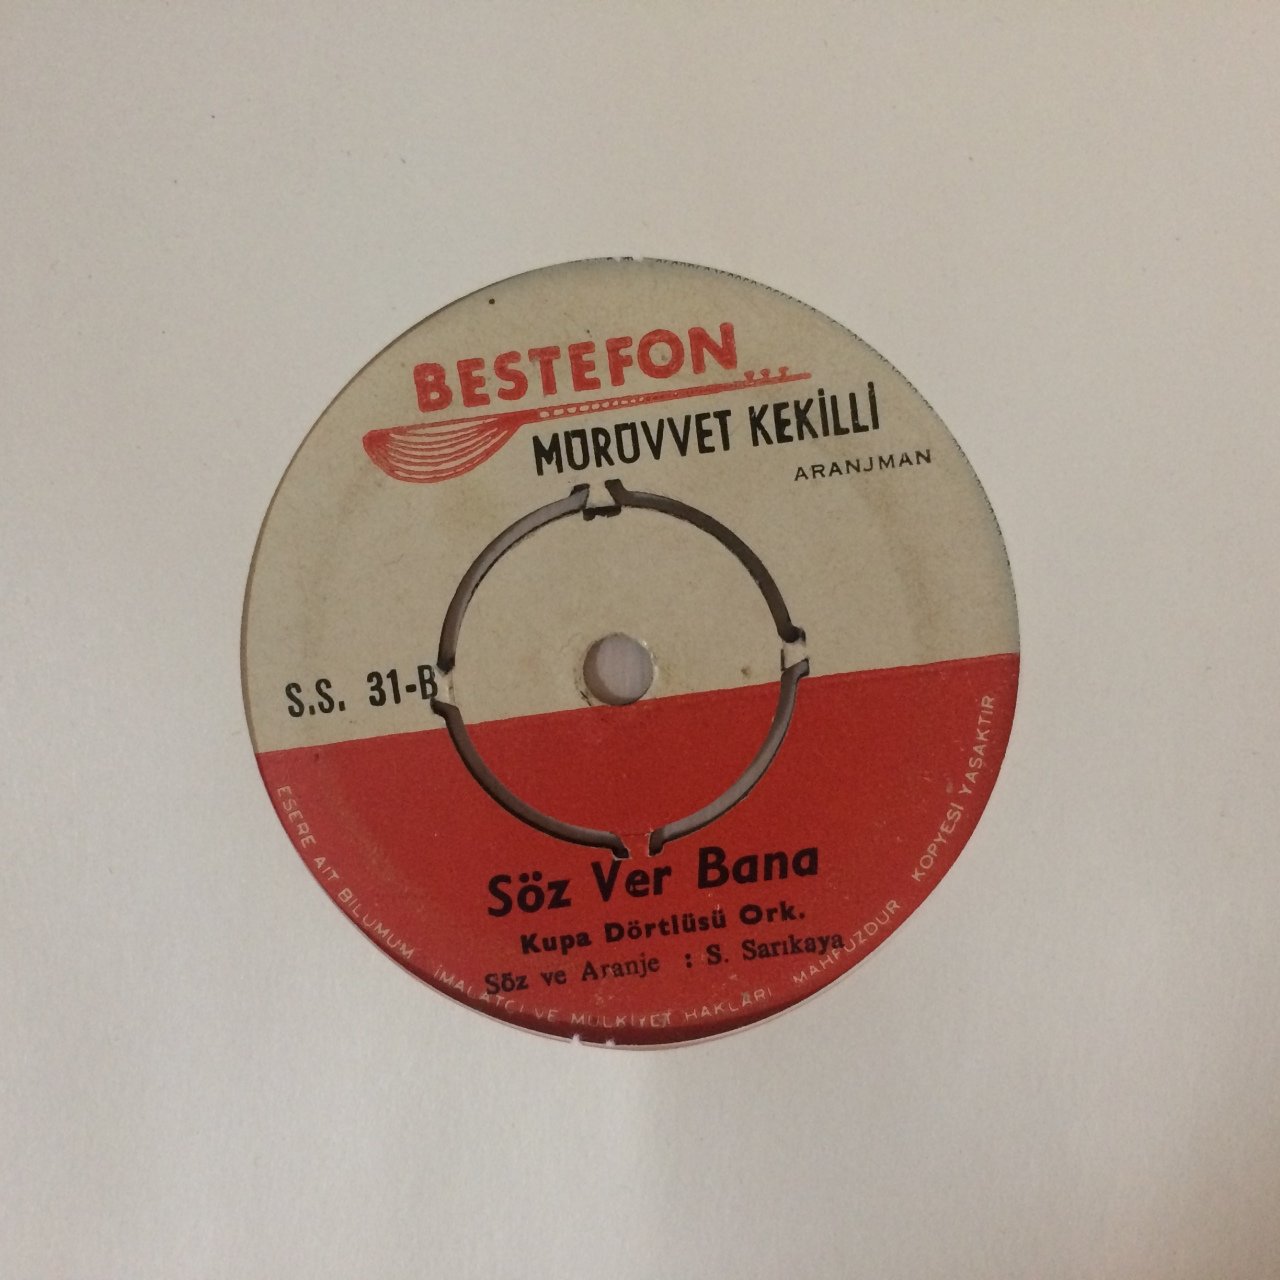 BESTEFON...
MÜRÜVVET KEKİLLİ
ARANJMAN
S.S. 31-B
Söz Ver Bana
Kupa Dörtlüsü Ork.
Söz ve Aranje : S. Sarıkaya
ESERE AİT BİLUMUM İMALATÇI VE MÜLKİYET HAKLARI MAHFUZDUR KOPYESİ YASAKTIR